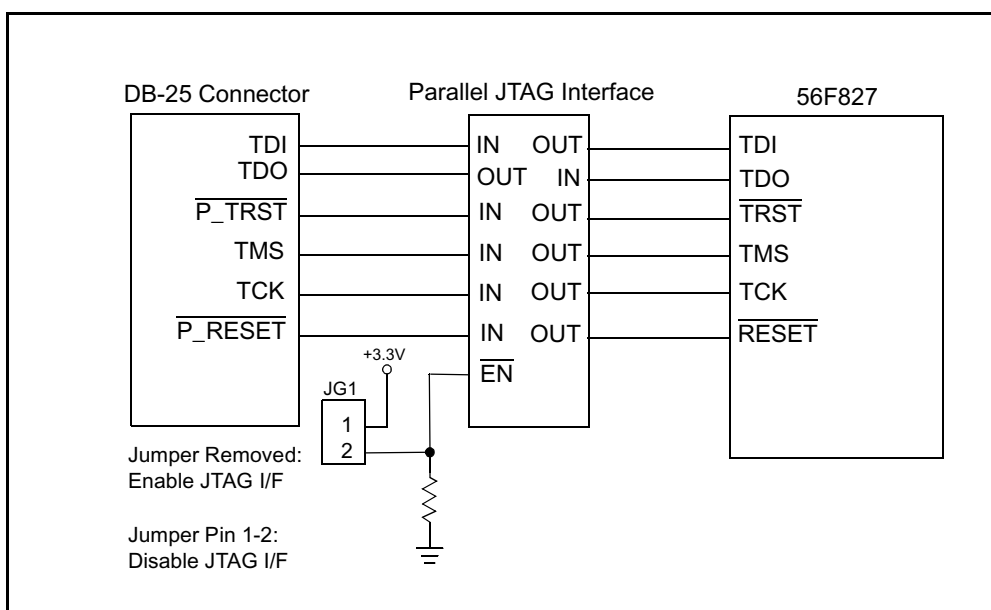 DB-25 Connector
Parallel JTAG Interface
56F827
TDI
IN OUT
TDI
TDO
OUT IN
TDO
P_TRST
IN OUT
TRST
TMS
IN OUT
TMS
TCK
IN OUT
TCK
P_RESET
IN OUT
RESET
+3.3V
EN
JG1
1
2
Jumper Removed:
Enable JTAG I/F
Jumper Pin 1-2:
Disable JTAG I/F